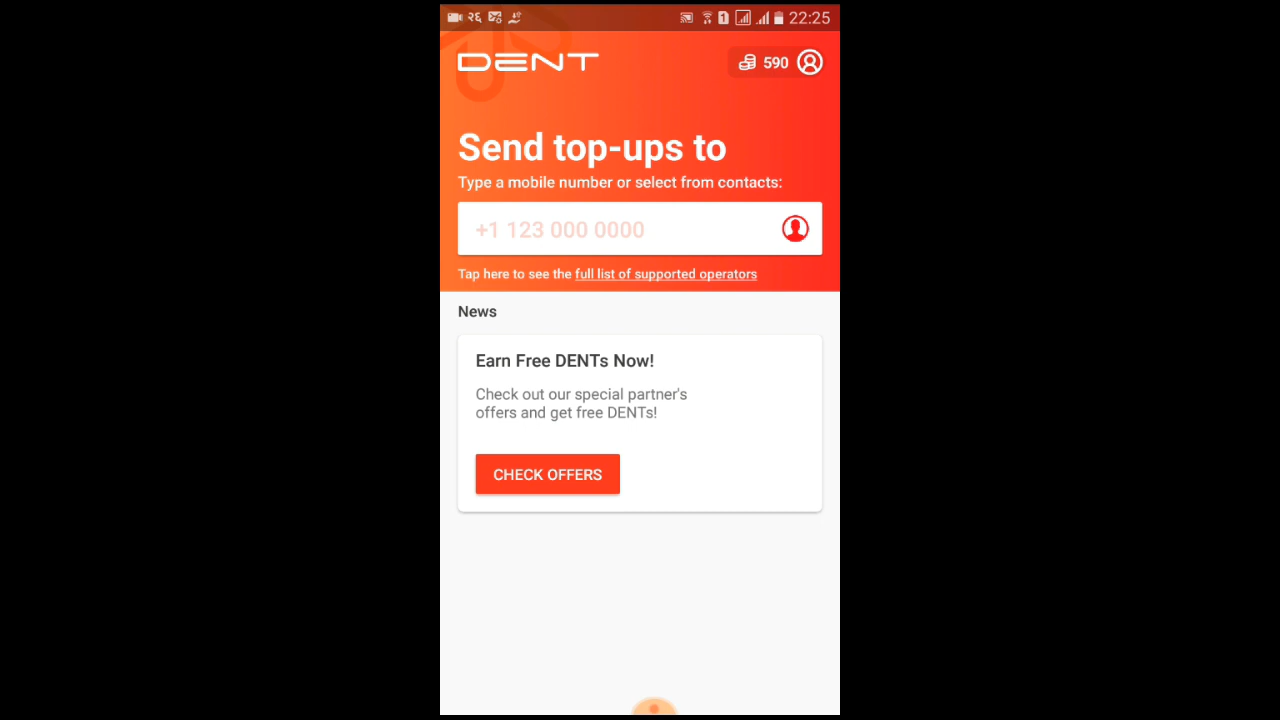 २६ 1 22:25
DENT 590
Send top-ups to
Type a mobile number or select from contacts:
+1 123 000 0000
Tap here to see the full list of supported operators
News
Earn Free DENTs Now!
Check out our special partner's
offers and get free DENTs!
CHECK OFFERS